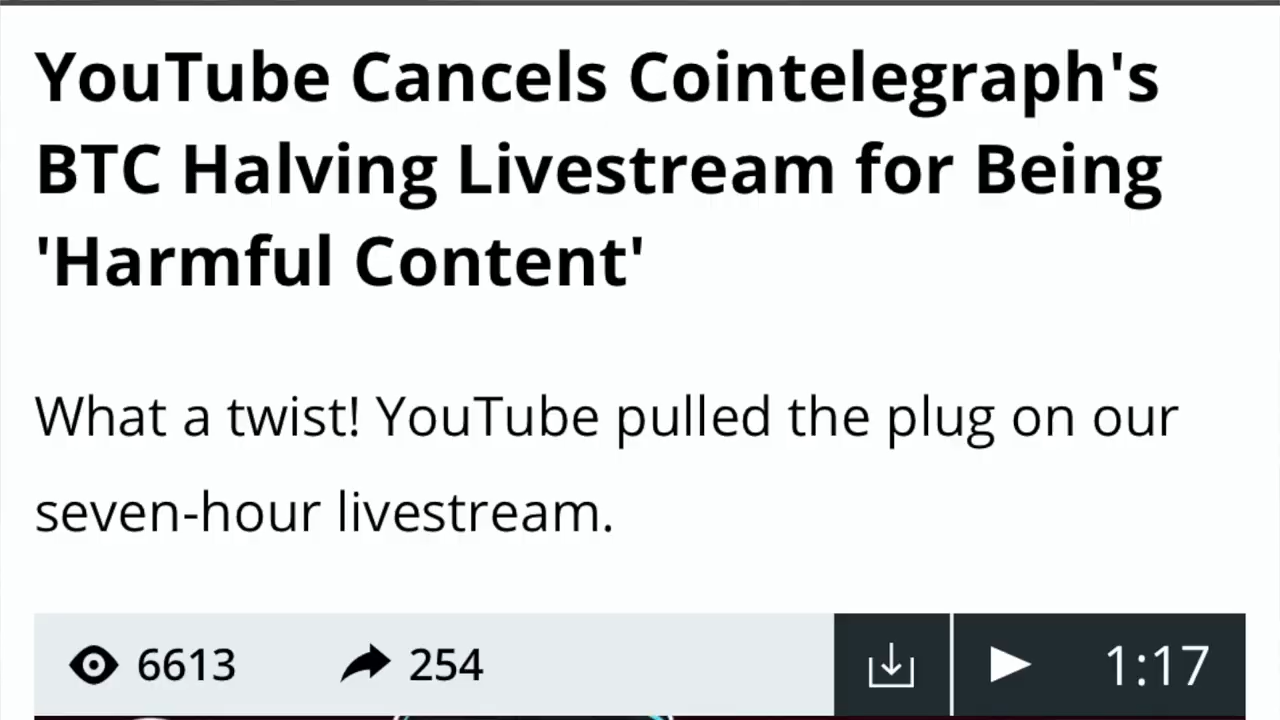 YouTube Cancels Cointelegraph's
BTC Halving Livestream for Being
'Harmful Content'
What a twist! YouTube pulled the plug on our
seven-hour livestream.
6613 254 1:17